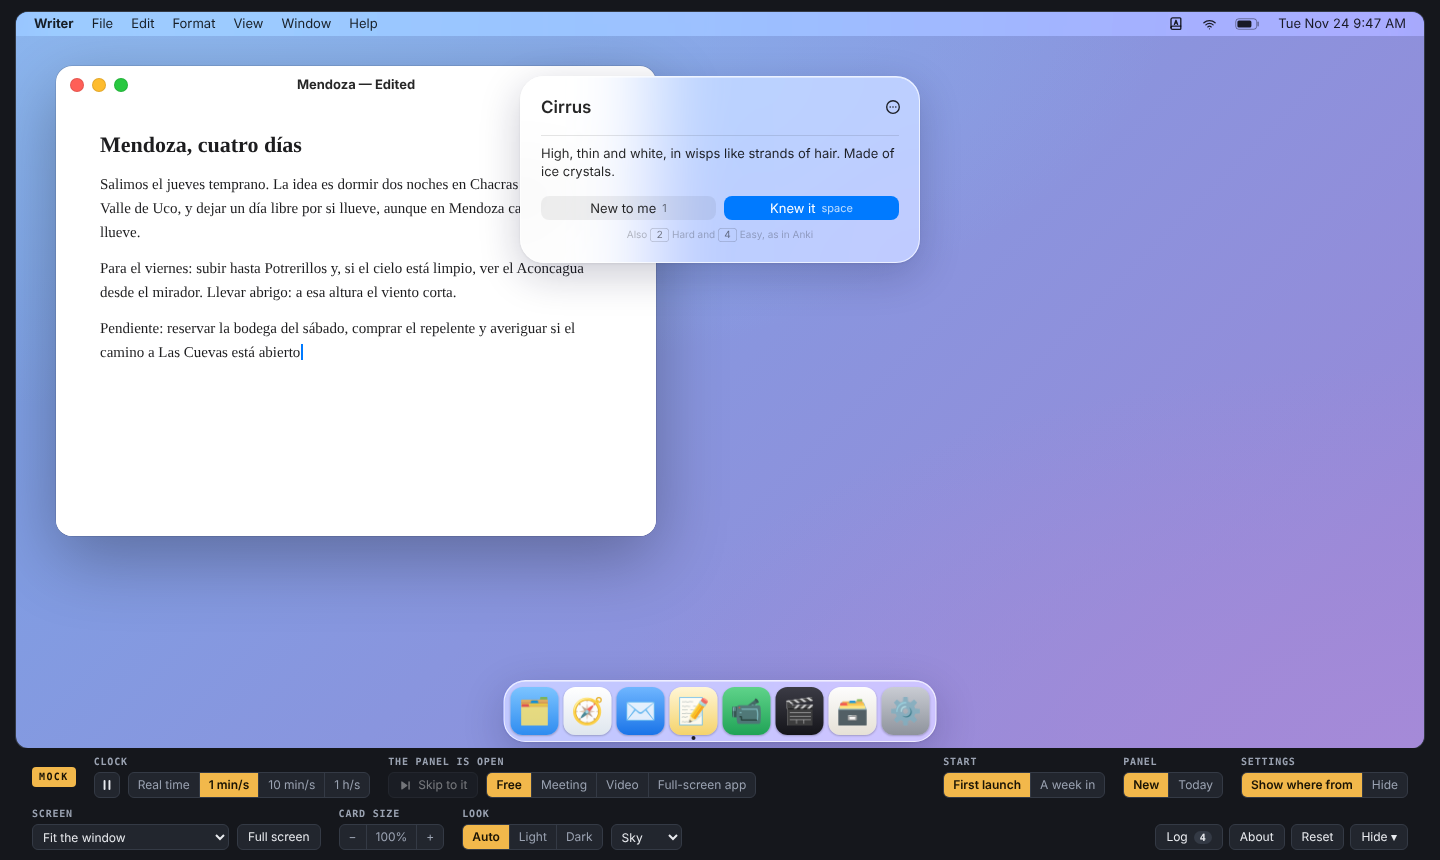 Writer File Edit Format View Window Help
Tue Nov 24 9:47 AM
Mendoza — Edited
Mendoza, cuatro días
Salimos el jueves temprano. La idea es dormir dos noches en Chacras
Valle de Uco, y dejar un día libre por si llueve, aunque en Mendoza
llueve.
Para el viernes: subir hasta Potrerillos y, si el cielo está limpio, ver el Aconcagua
desde el mirador. Llevar abrigo: a esa altura el viento corta.
Pendiente: reservar la bodega del sábado, comprar el repelente y averiguar si el
camino a Las Cuevas está abierto
Cirrus
High, thin and white, in wisps like strands of hair. Made of
ice crystals.
New to me 1
Knew it space
Also 2 Hard and 4 Easy, as in Anki
MOCK
CLOCK
Real time 1 min/s 10 min/s 1 h/s
THE PANEL IS OPEN
Skip to it
Free Meeting Video Full-screen app
START
First launch A week in
PANEL
New Today
SETTINGS
Show where from Hide
SCREEN
Fit the window
Full screen
CARD SIZE
− 100% +
LOOK
Auto Light Dark
Sky
Log 4
About
Reset
Hide ▾